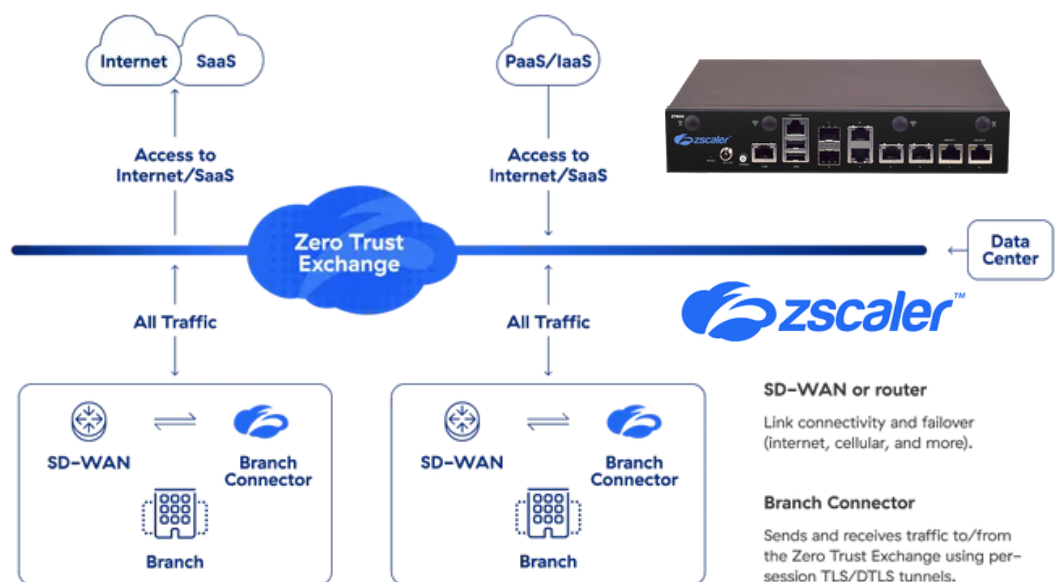 Internet
SaaS
PaaS/IaaS
zscaler
Access to
Internet/SaaS
Access to
Internet/SaaS
Zero Trust
Exchange
Data
Center
zscaler™
All Traffic
All Traffic
SD-WAN
Branch
Connector
Branch
SD-WAN
Branch
Connector
Branch
SD-WAN or router
Link connectivity and failover
(internet, cellular, and more).
Branch Connector
Sends and receives traffic to/from
the Zero Trust Exchange using per-
session TLS/DTLS tunnels.